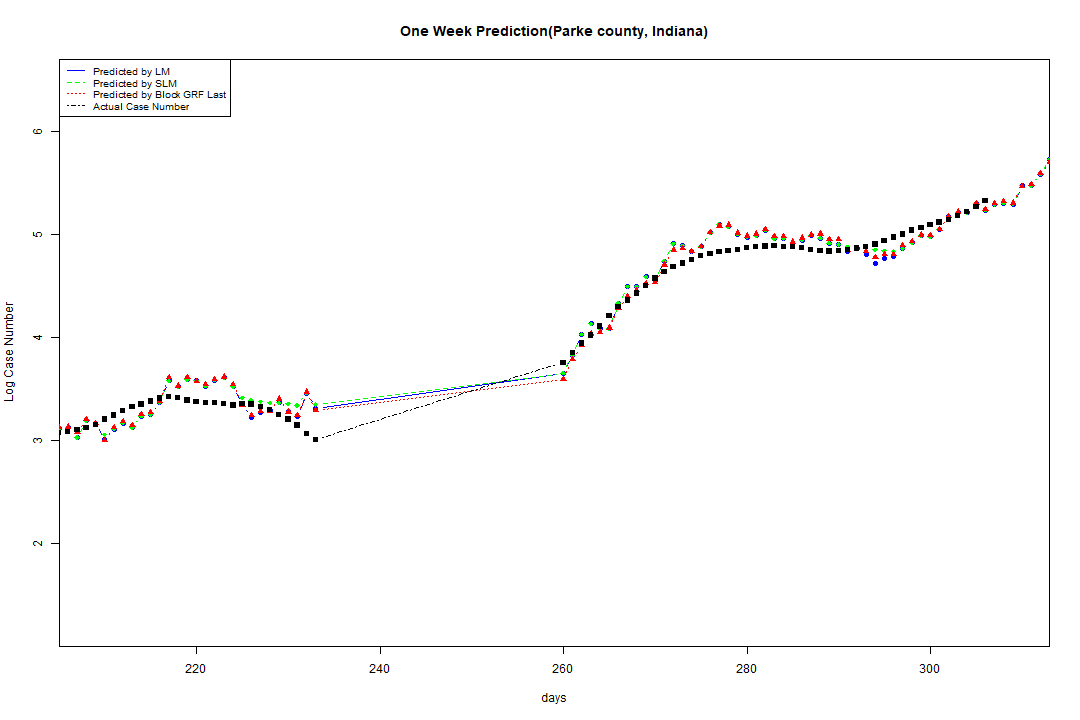 One Week Prediction(Parke county, Indiana)
Predicted by LM
Predicted by SLM
Predicted by Block GRF Last
Actual Case Number
6
5
4
3
2
Log Case Number
220 240 260 280 300
days